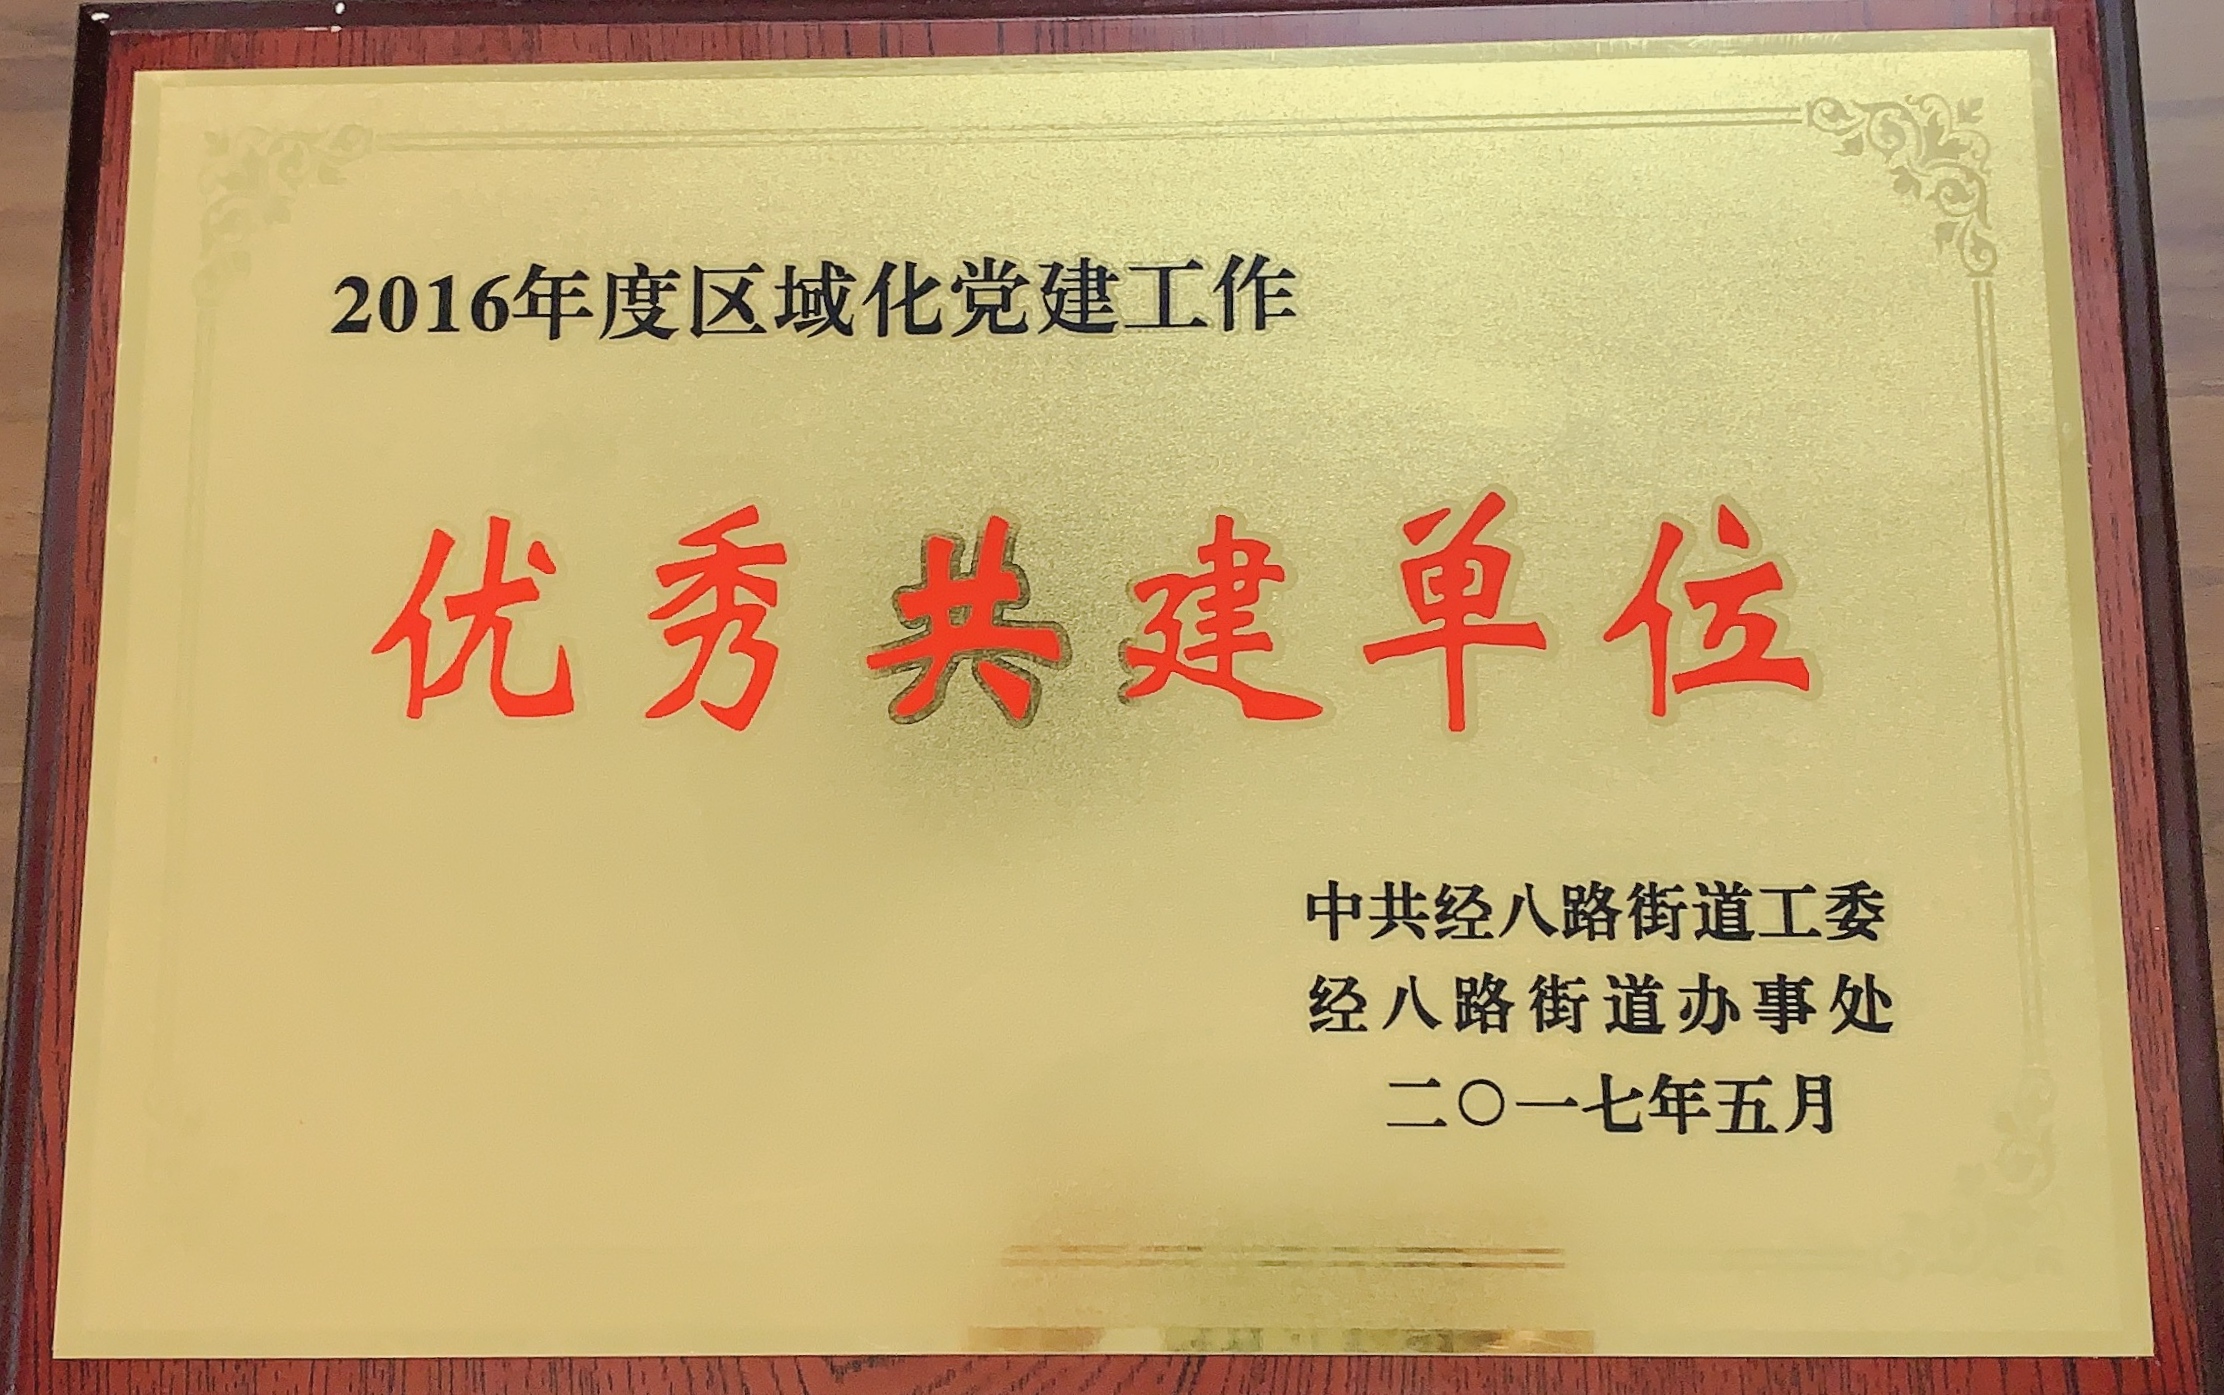 2016年度区域化党建工作
优秀共建单位
中共经八路街道工委
经八路街道办事处
二〇一七年五月